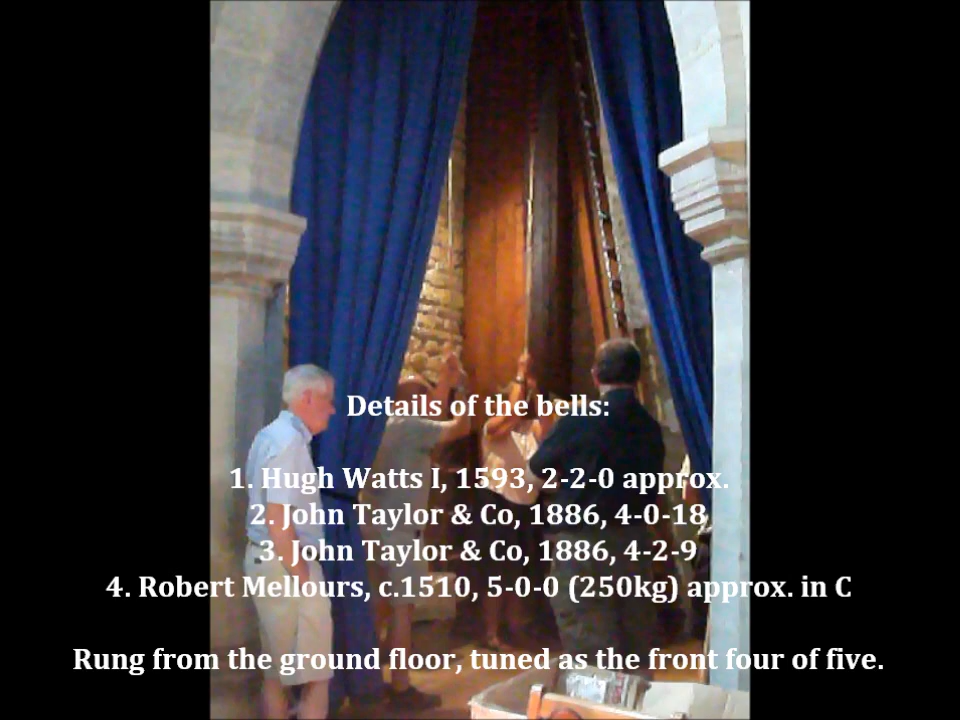 Details of the bells:
1. Hugh Watts I, 1593, 2-2-0 approx.
2. John Taylor & Co, 1886, 4-0-18
3. John Taylor & Co, 1886, 4-2-9
4. Robert Mellours, c.1510, 5-0-0 (250kg) approx. in C
Rung from the ground floor, tuned as the front four of five.